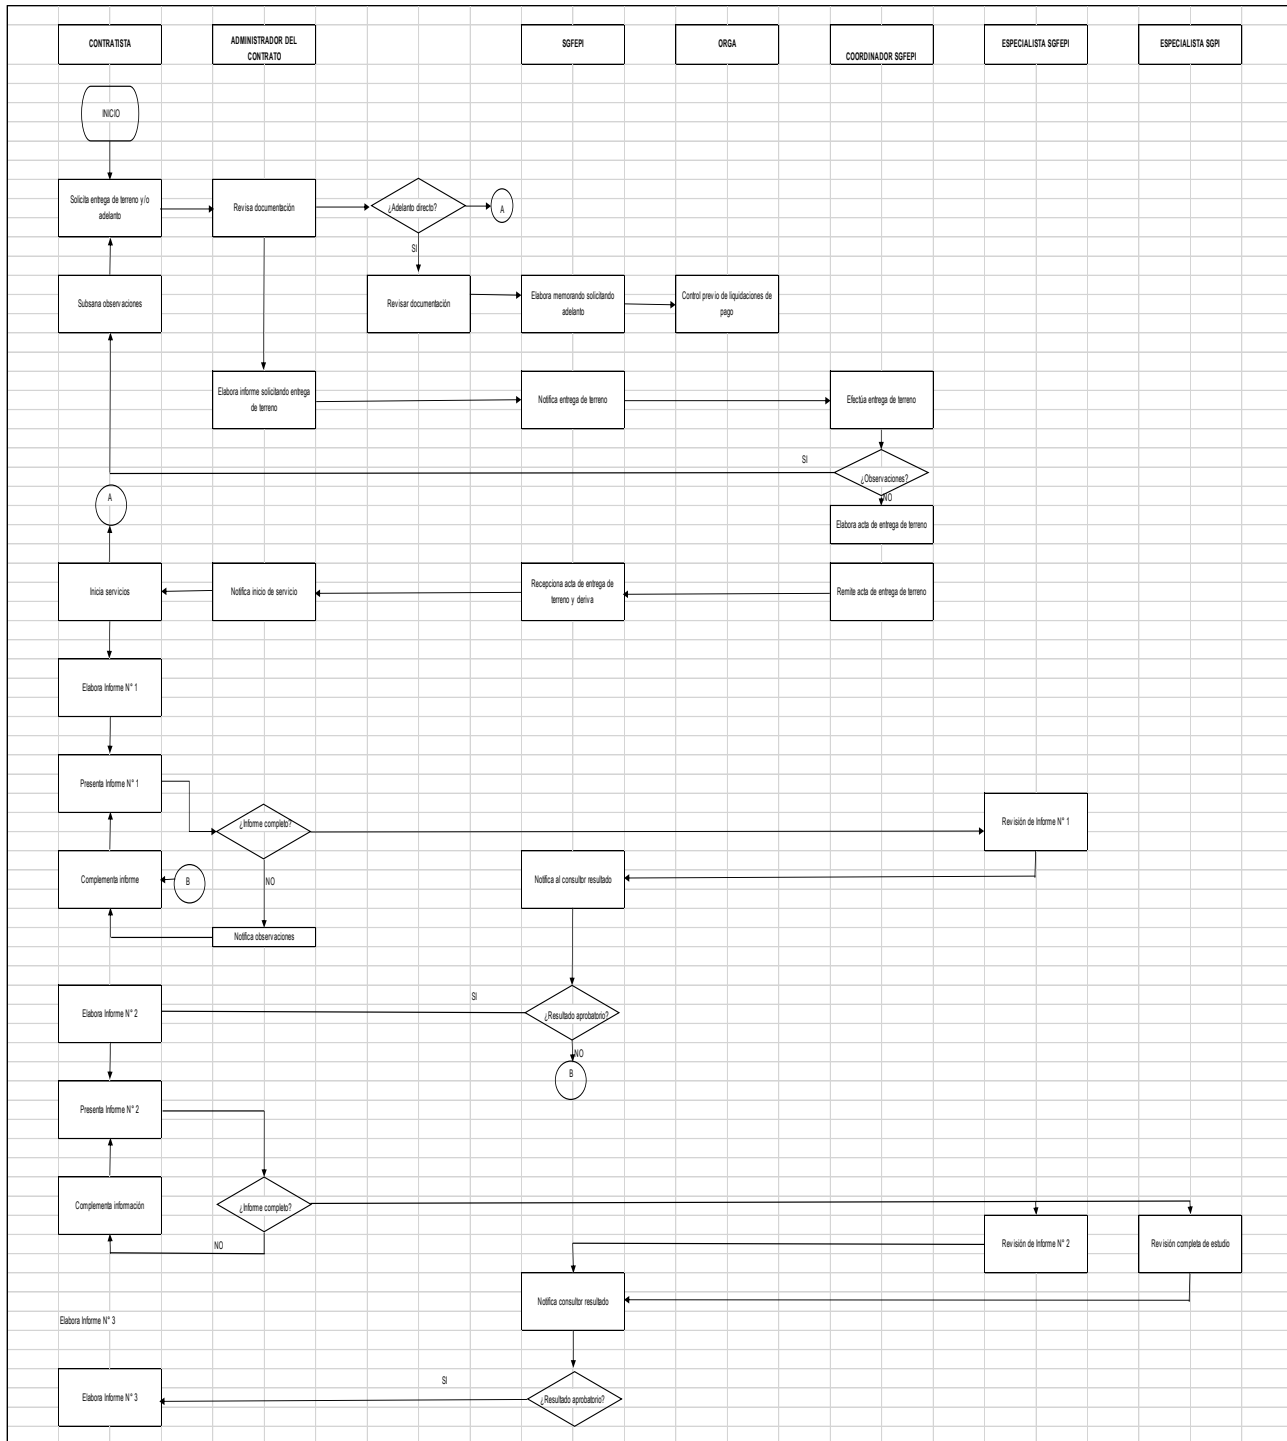 CONTRATISTA
ADMINISTRADOR DEL
CONTRATO
SGFEPI
ORGA
COORDINADOR SGFEPI
ESPECIALISTA SGFEPI
ESPECIALISTA SGPI
INICIO
Solicita entrega de terreno y/o
adelanto
Revisa documentación
¿Adelanto directo?
A
SI
Subsana observaciones
Revisar documentación
Elabora memorando solicitando
adelanto
Control previo de liquidaciones de
pago
Elabora informe solicitando entrega
de terreno
Notifica entrega de terreno
Efectúa entrega de terreno
SI
¿Observaciones?
NO
A
Elabora acta de entrega de terreno
Inicia servicios
Notifica inicio de servicio
Recepciona acta de entrega de
terreno y deriva
Remite acta de entrega de terreno
Elabora Informe N° 1
Presenta Informe N° 1
¿Informe completo?
Revisión de Informe N° 1
Complementa informe
B
NO
Notifica al consultor resultado
Notifica observaciones
SI
Elabora Informe N° 2
¿Resultado aprobatorio?
NO
B
Presenta Informe N° 2
Complementa información
¿Informe completo?
NO
Revisión de Informe N° 2
Revisión completa de estudio
Notifica consultor resultado
Elabora Informe N° 3
SI
Elabora Informe N° 3
¿Resultado aprobatorio?